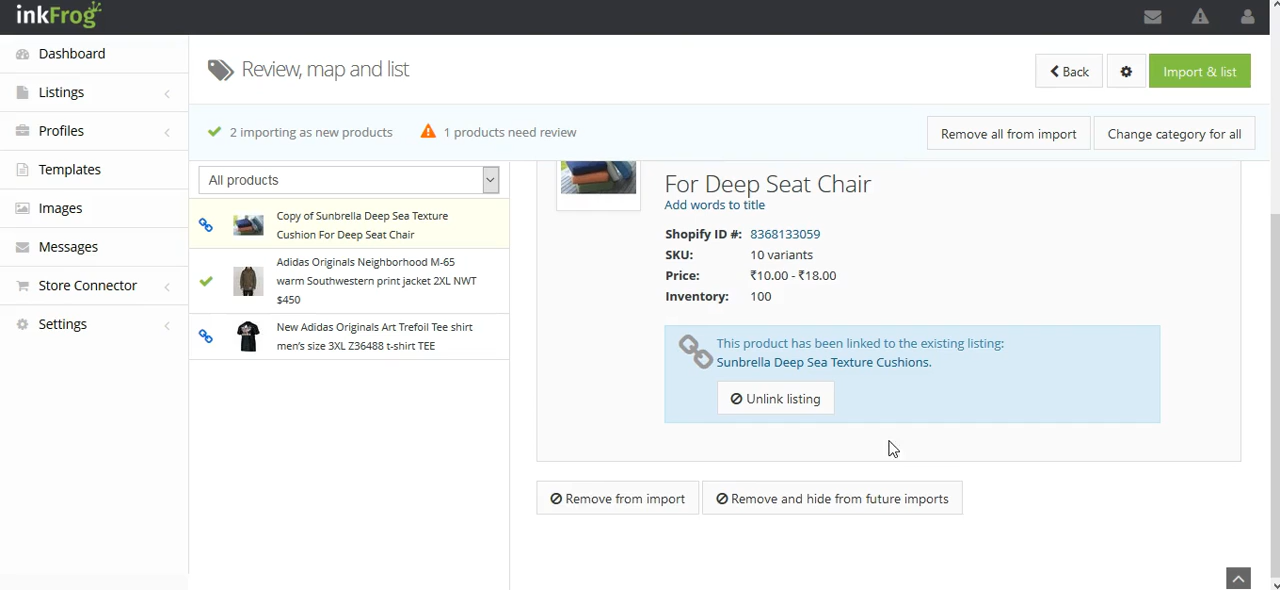 inkFrog
Dashboard
Listings
Profiles
Templates
Images
Messages
Store Connector
Settings
Review, map and list
Back
Import & list
2 importing as new products
1 products need review
Remove all from import
Change category for all
All products
Copy of Sunbrella Deep Sea Texture
Cushion For Deep Seat Chair
Adidas Originals Neighborhood M-65
warm Southwestern print jacket 2XL NWT
$450
New Adidas Originals Art Trefoil Tee shirt
men's size 3XL Z36488 t-shirt TEE
For Deep Seat Chair
Add words to title
Shopify ID #: 8368133059
SKU: 10 variants
Price: ₹10.00 - ₹18.00
Inventory: 100
This product has been linked to the existing listing:
Sunbrella Deep Sea Texture Cushions.
Unlink listing
Remove from import
Remove and hide from future imports